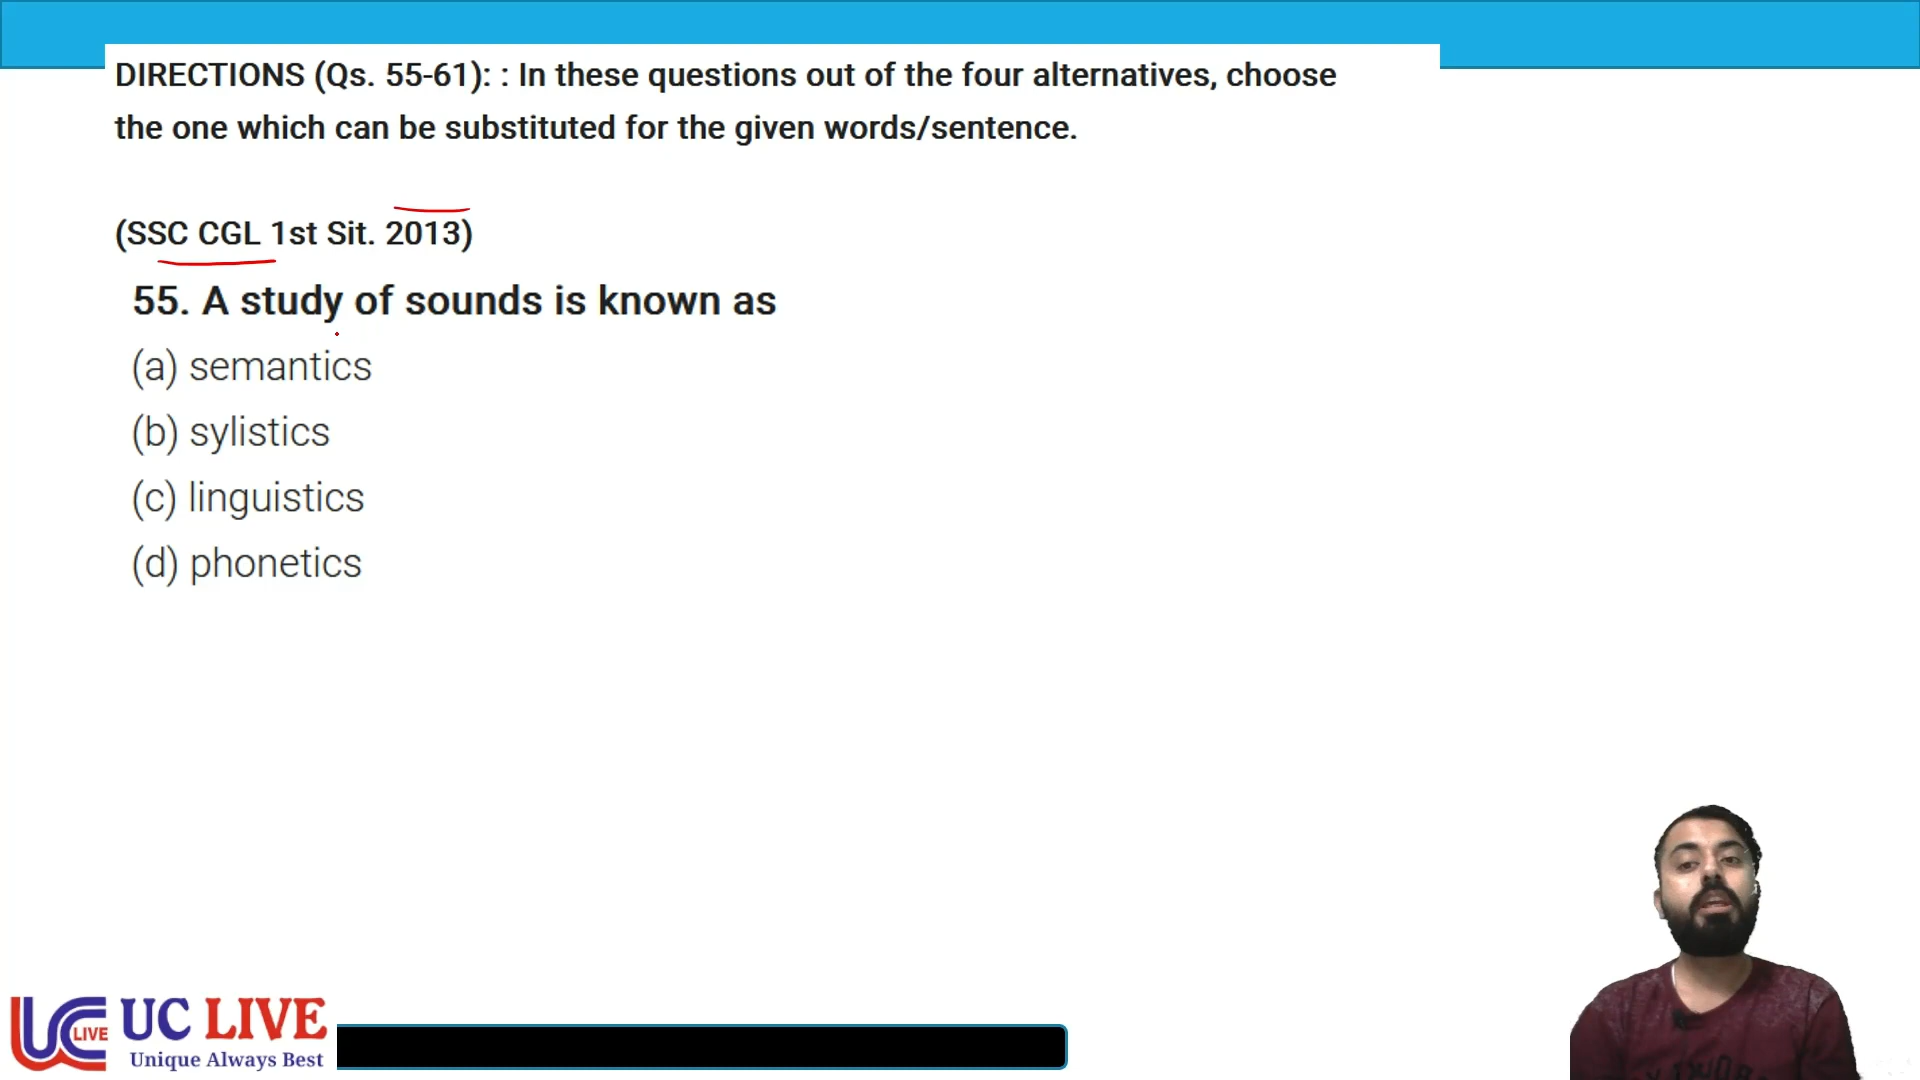 DIRECTIONS (Qs. 55-61): : In these questions out of the four alternatives, choose
the one which can be substituted for the given words/sentence.
(SSC CGL 1st Sit. 2013)
55. A study of sounds is known as
(a) semantics
(b) sylistics
(c) linguistics
(d) phonetics
LIVE
UC LIVE
Unique Always Best